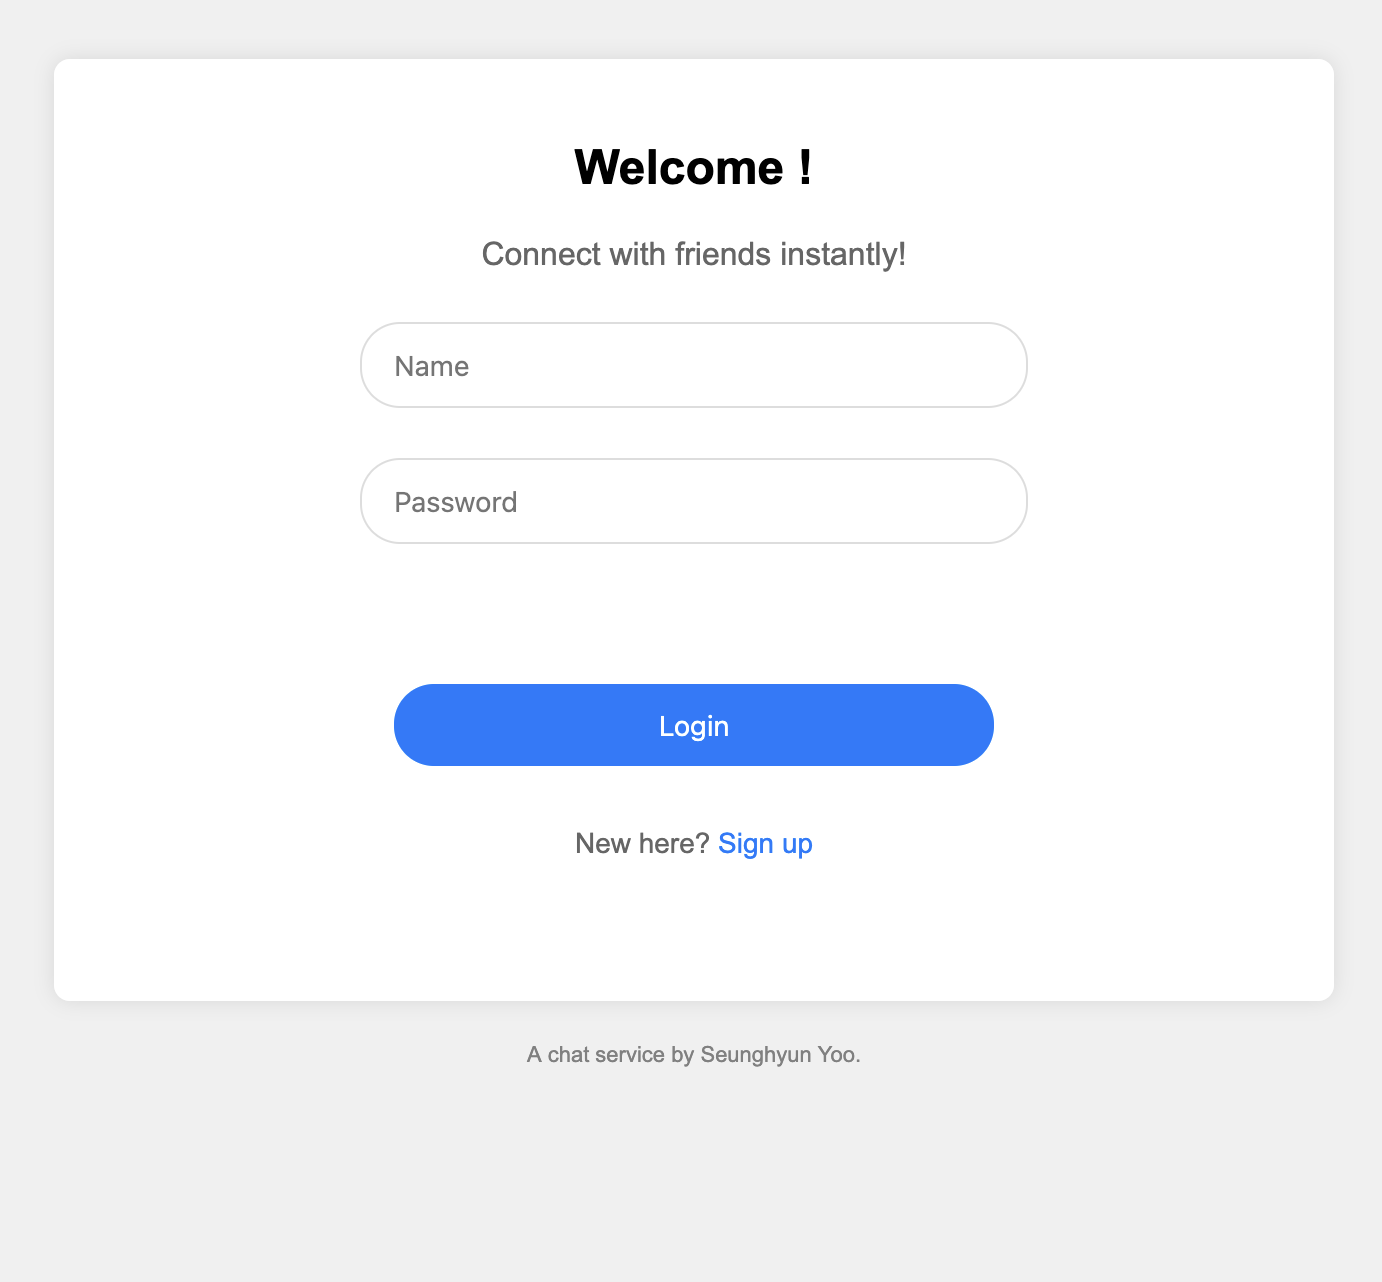 Welcome !
Connect with friends instantly!
Name
Password
Login
New here? Sign up
A chat service by Seunghyun Yoo.